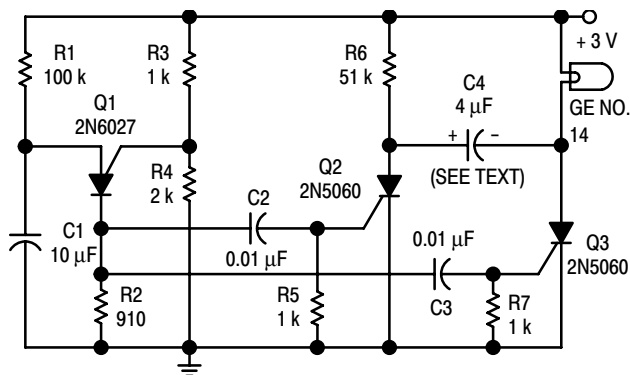 R1
100 k
R3
1 k
R6
51 k
+ 3 V
C4
4 μF
GE NO.
14
Q1
2N6027
+ −
(SEE TEXT)
R4
2 k
Q2
2N5060
C2
0.01 μF
C1
10 μF
0.01 μF
C3
Q3
2N5060
R2
910
R5
1 k
R7
1 k